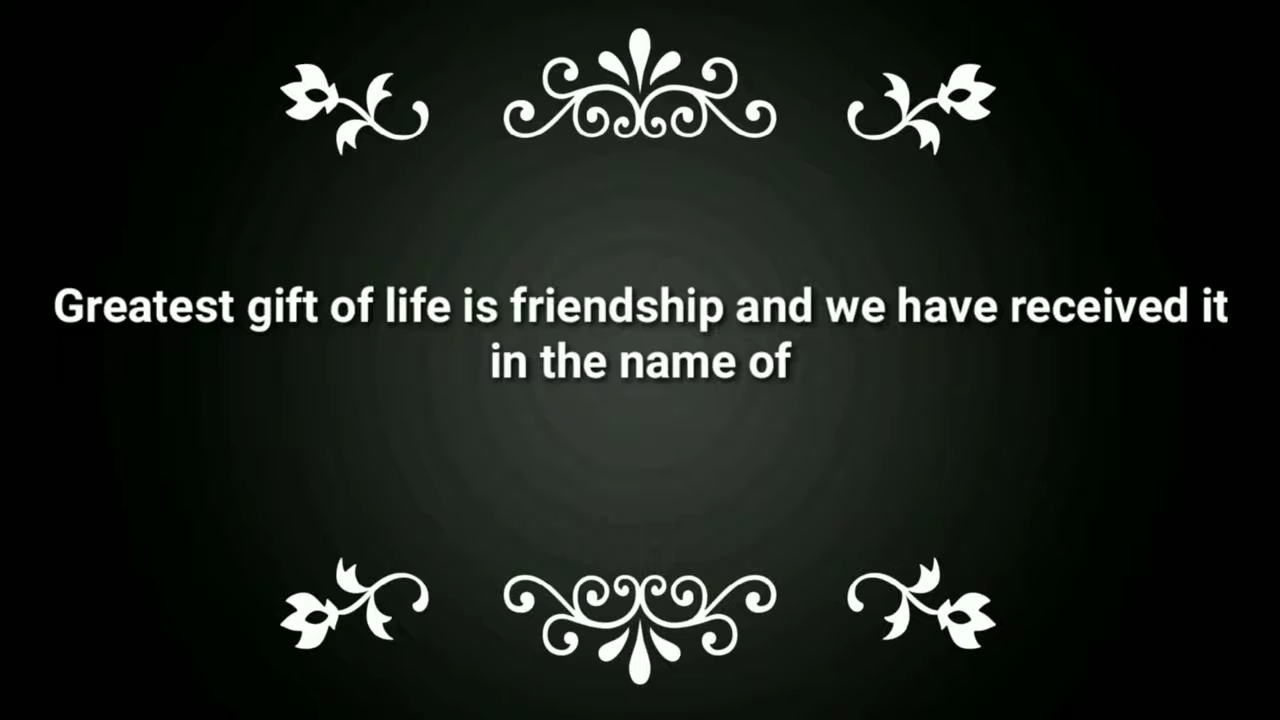 Greatest gift of life is friendship and we have received it
in the name of